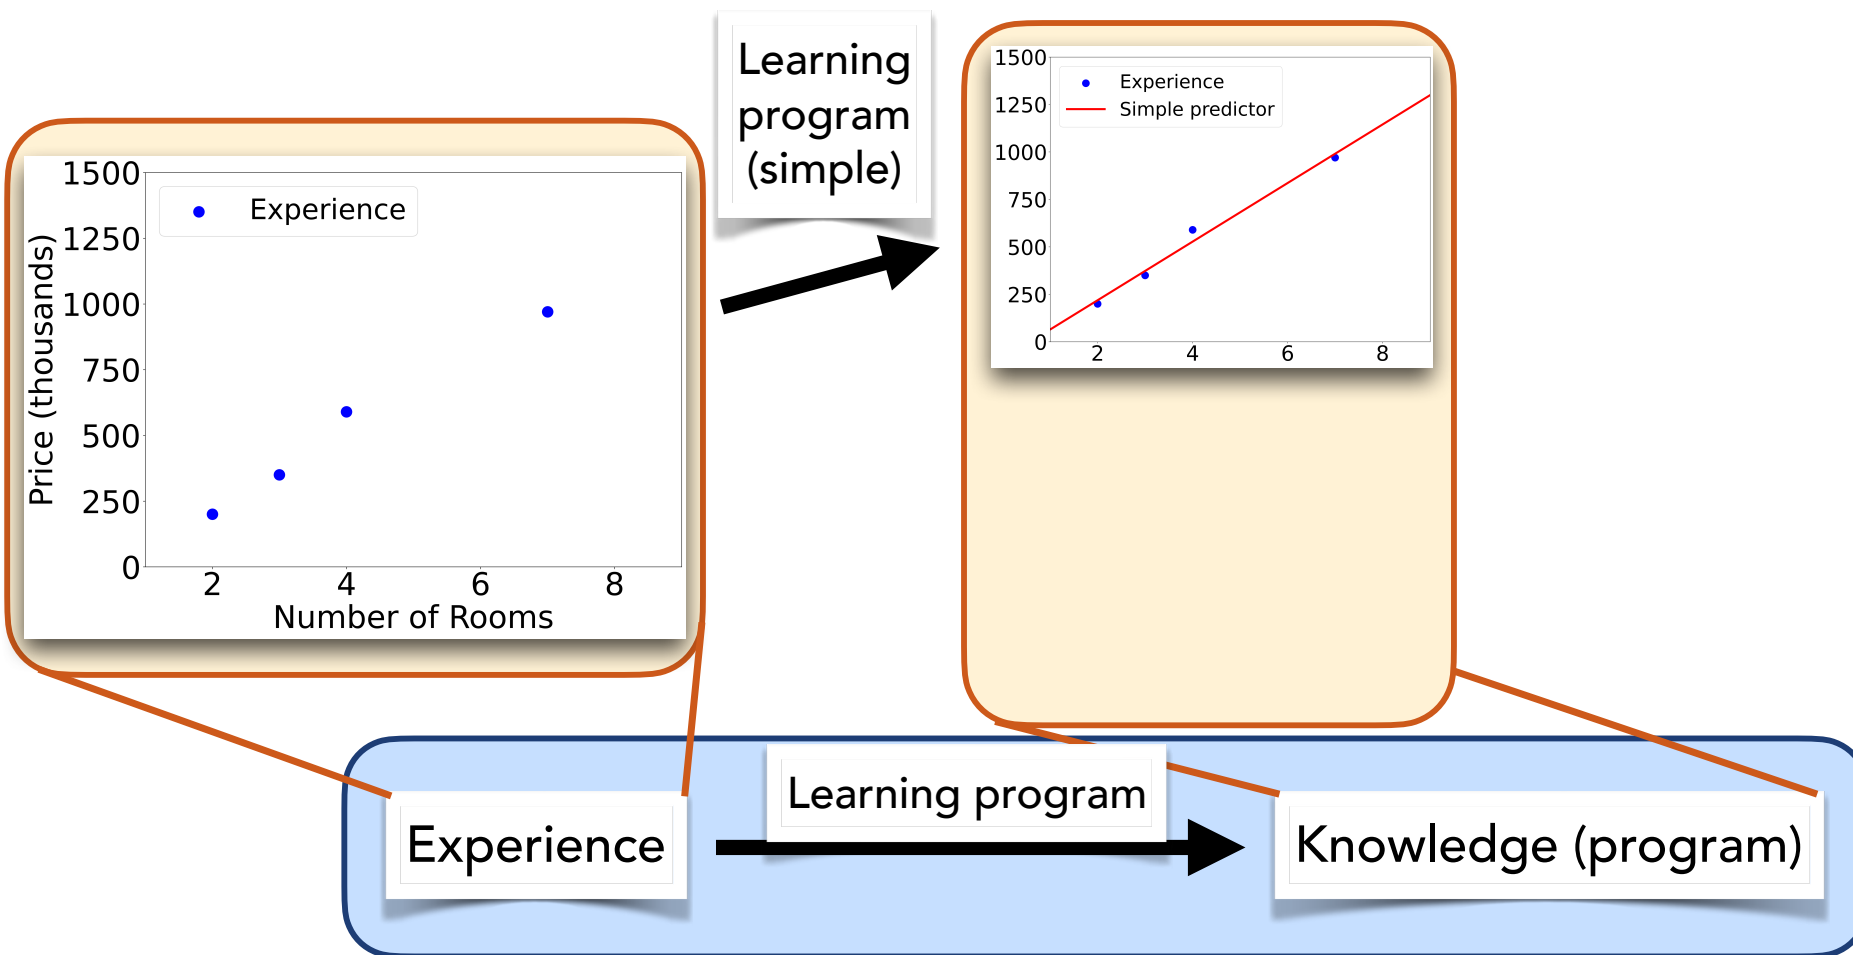 Learning
program
(simple)
1500
1250
1000
750
500
250
0
Price (thousands)
Experience
2 4 6 8
Number of Rooms
1500
1250
1000
750
500
250
0
Experience
Simple predictor
2 4 6 8
Learning program
Experience
Knowledge (program)